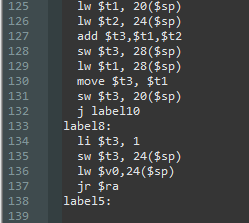 125 lw $t1, 20($sp)
126 lw $t2, 24($sp)
127 add $t3,$t1,$t2
128 sw $t3, 28($sp)
129 lw $t1, 28($sp)
130 move $t3, $t1
131 sw $t3, 20($sp)
132 j label10
133 label8:
134 li $t3, 1
135 sw $t3, 24($sp)
136 lw $v0,24($sp)
137 jr $ra
138 label5:
139